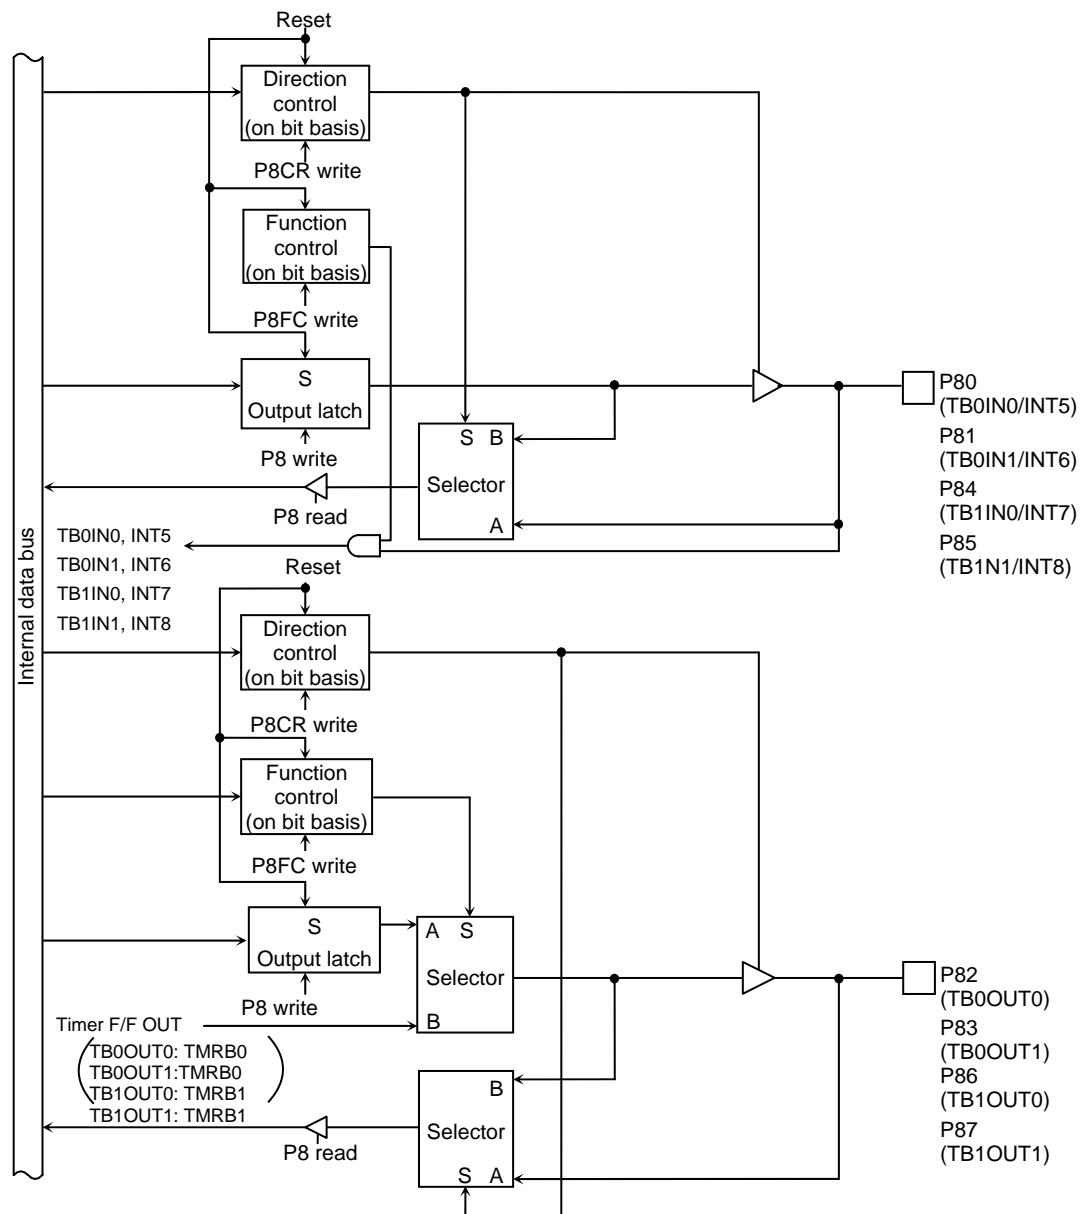 Reset
Direction
control
(on bit basis)
P8CR write
Function
control
(on bit basis)
P8FC write
S
Output latch
P8 write
S B
Selector
A
P8 read
P80
(TB0IN0/INT5)
P81
(TB0IN1/INT6)
P84
(TB1IN0/INT7)
P85
(TB1N1/INT8)
Internal data bus
TB0IN0, INT5
TB0IN1, INT6
TB1IN0, INT7
TB1IN1, INT8
Reset
Direction
control
(on bit basis)
P8CR write
Function
control
(on bit basis)
P8FC write
S
Output latch
P8 write
A S
Selector
B
Timer F/F OUT
TB0OUT0: TMRB0
TB0OUT1:TMRB0
TB1OUT0: TMRB1
TB1OUT1: TMRB1
B
Selector
S A
P8 read
P82
(TB0OUT0)
P83
(TB0OUT1)
P86
(TB1OUT0)
P87
(TB1OUT1)